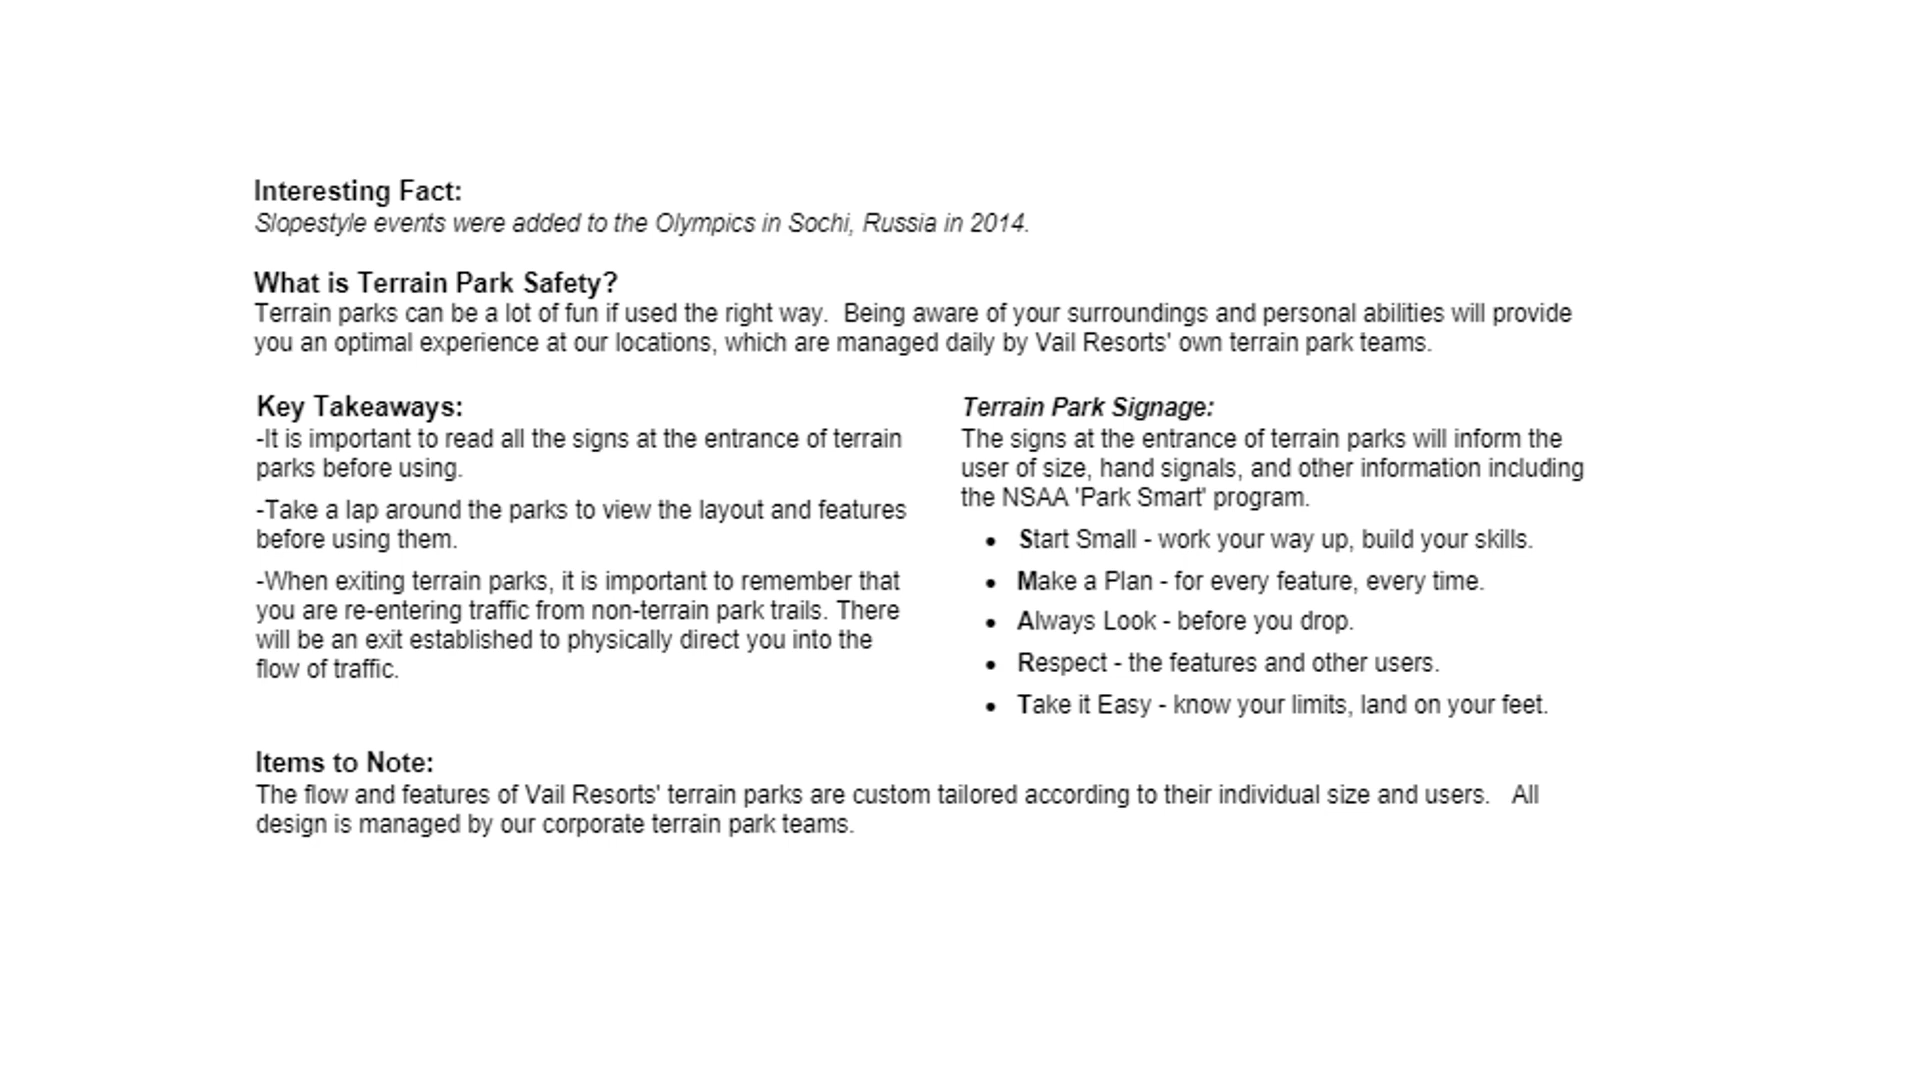 Interesting Fact:
Slopestyle events were added to the Olympics in Sochi, Russia in 2014.
What is Terrain Park Safety?
Terrain parks can be a lot of fun if used the right way.  Being aware of your surroundings and personal abilities will provide
you an optimal experience at our locations, which are managed daily by Vail Resorts' own terrain park teams.
Key Takeaways:
-It is important to read all the signs at the entrance of terrain
parks before using.
-Take a lap around the parks to view the layout and features
before using them.
-When exiting terrain parks, it is important to remember that
you are re-entering traffic from non-terrain park trails. There
will be an exit established to physically direct you into the
flow of traffic.
Terrain Park Signage:
The signs at the entrance of terrain parks will inform the
user of size, hand signals, and other information including
the NSAA 'Park Smart' program.
• Start Small - work your way up, build your skills.
• Make a Plan - for every feature, every time.
• Always Look - before you drop.
• Respect - the features and other users.
• Take it Easy - know your limits, land on your feet.
Items to Note:
The flow and features of Vail Resorts' terrain parks are custom tailored according to their individual size and users.   All
design is managed by our corporate terrain park teams.